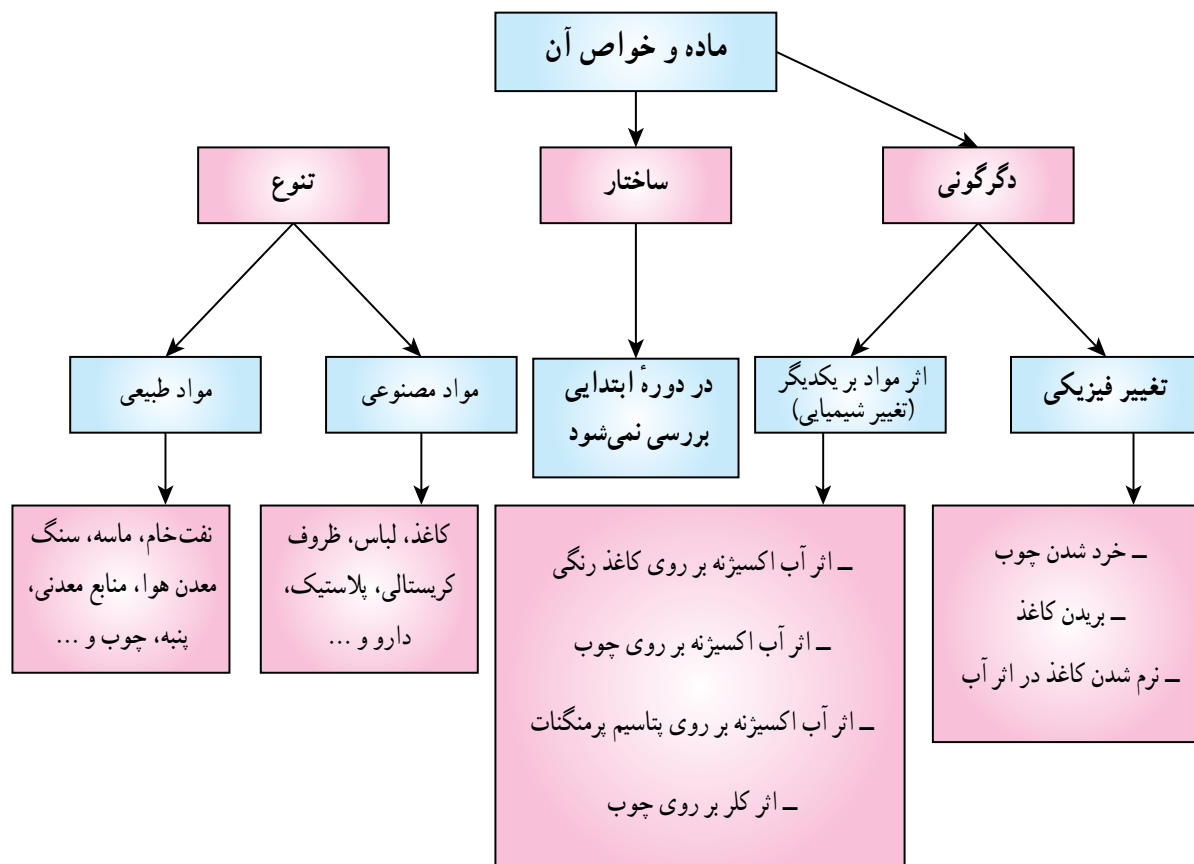 ماده و خواص آن
دگرگونی
ساختار
تنوع
تغییر فیزیکی
اثر مواد بر یکدیگر
(تغییر شیمیایی)
در دورهٔ ابتدایی
بررسی نمی‌شود
مواد مصنوعی
مواد طبیعی
ــ خرد شدن چوب
ــ بریدن کاغذ
ــ نرم شدن کاغذ در اثر آب
ــ اثر آب اکسیژنه بر روی کاغذ رنگی
ــ اثر آب اکسیژنه بر روی چوب
ــ اثر آب اکسیژنه بر روی پتاسیم پرمنگنات
ــ اثر کلر بر روی چوب
کاغذ، لباس، ظروف
کریستالی، پلاستیک،
دارو و ...
نفت‌خام، ماسه، سنگ
معدن هوا، منابع معدنی،
پنبه، چوب و ...